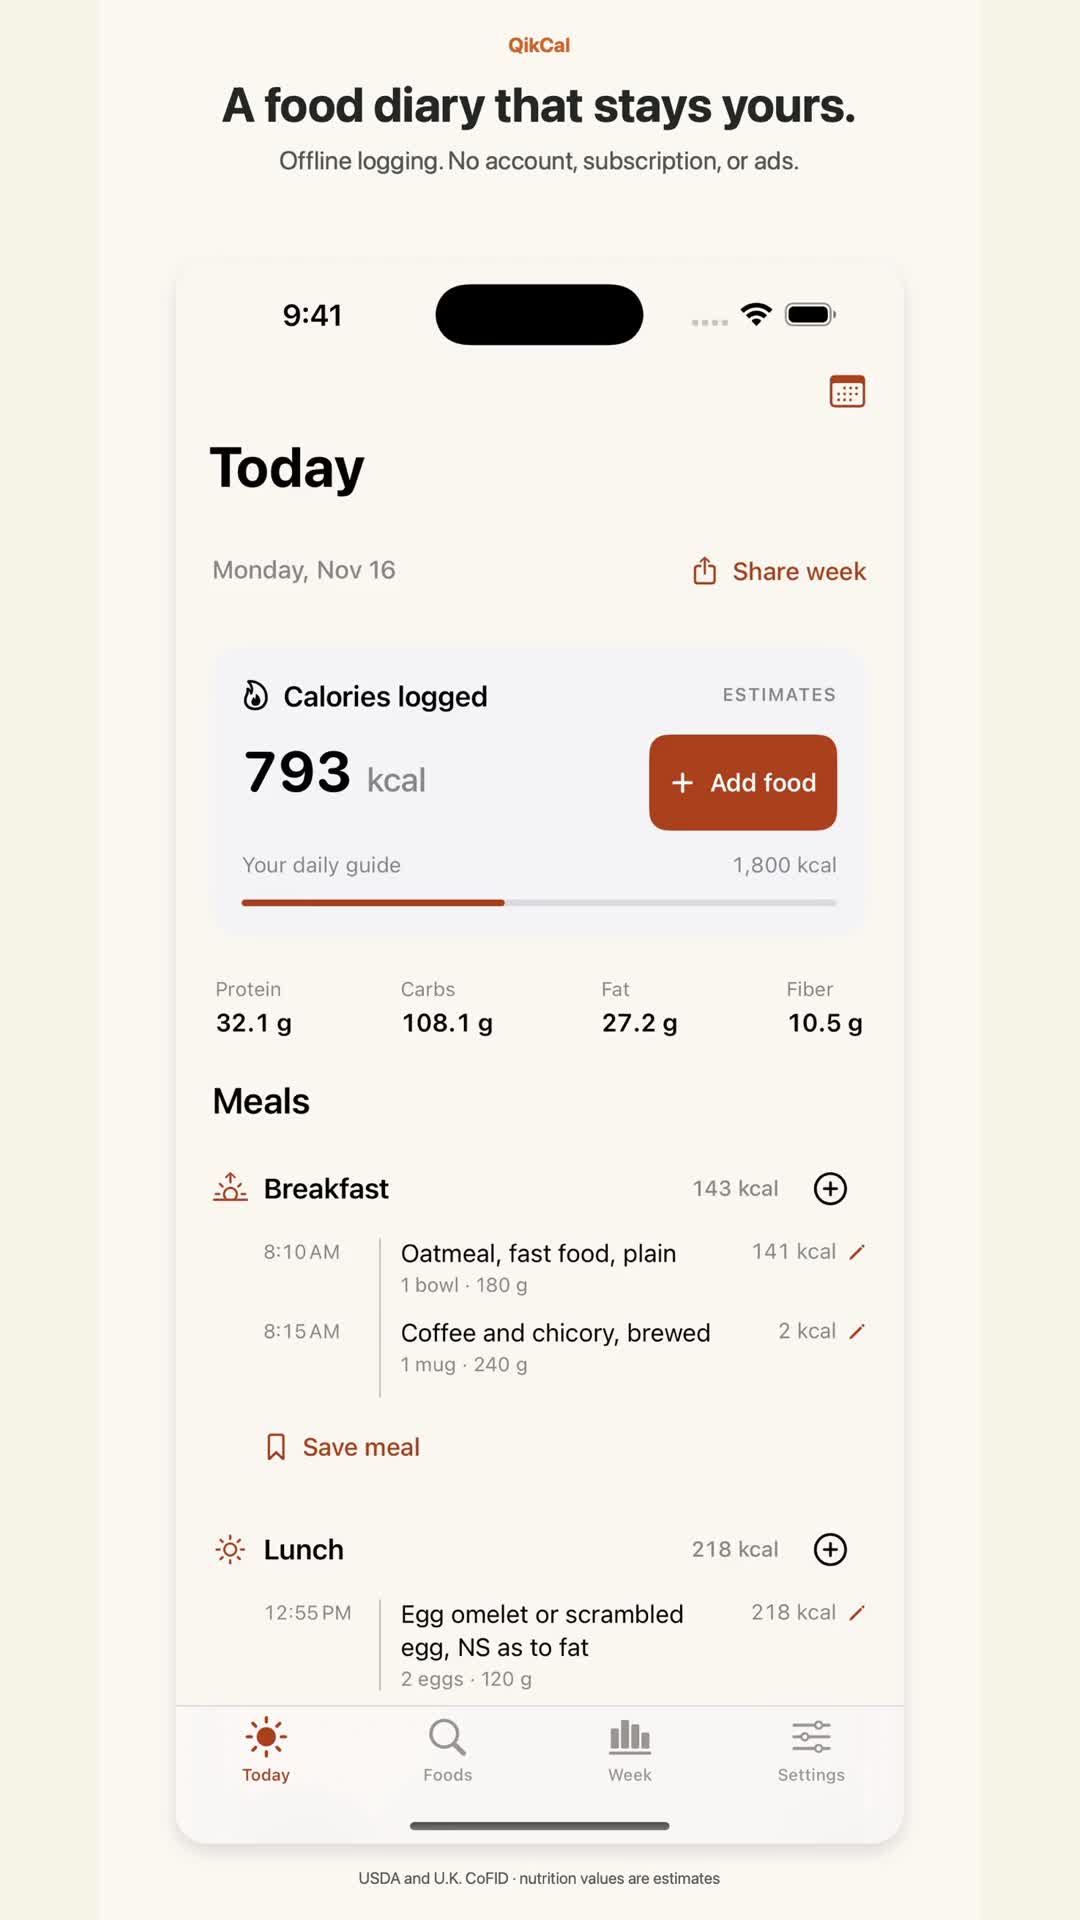 QikCal
A food diary that stays yours.
Offline logging. No account, subscription, or ads.
9:41
Today
Monday, Nov 16
Share week
Calories logged
ESTIMATES
793 kcal
+ Add food
Your daily guide
1,800 kcal
Protein
Carbs
Fat
Fiber
32.1 g
108.1 g
27.2 g
10.5 g
Meals
Breakfast
143 kcal
8:10 AM
Oatmeal, fast food, plain
141 kcal
1 bowl · 180 g
8:15 AM
Coffee and chicory, brewed
2 kcal
1 mug · 240 g
Save meal
Lunch
218 kcal
12:55 PM
Egg omelet or scrambled
egg, NS as to fat
218 kcal
2 eggs · 120 g
Today
Foods
Week
Settings
USDA and U.K. CoFID · nutrition values are estimates